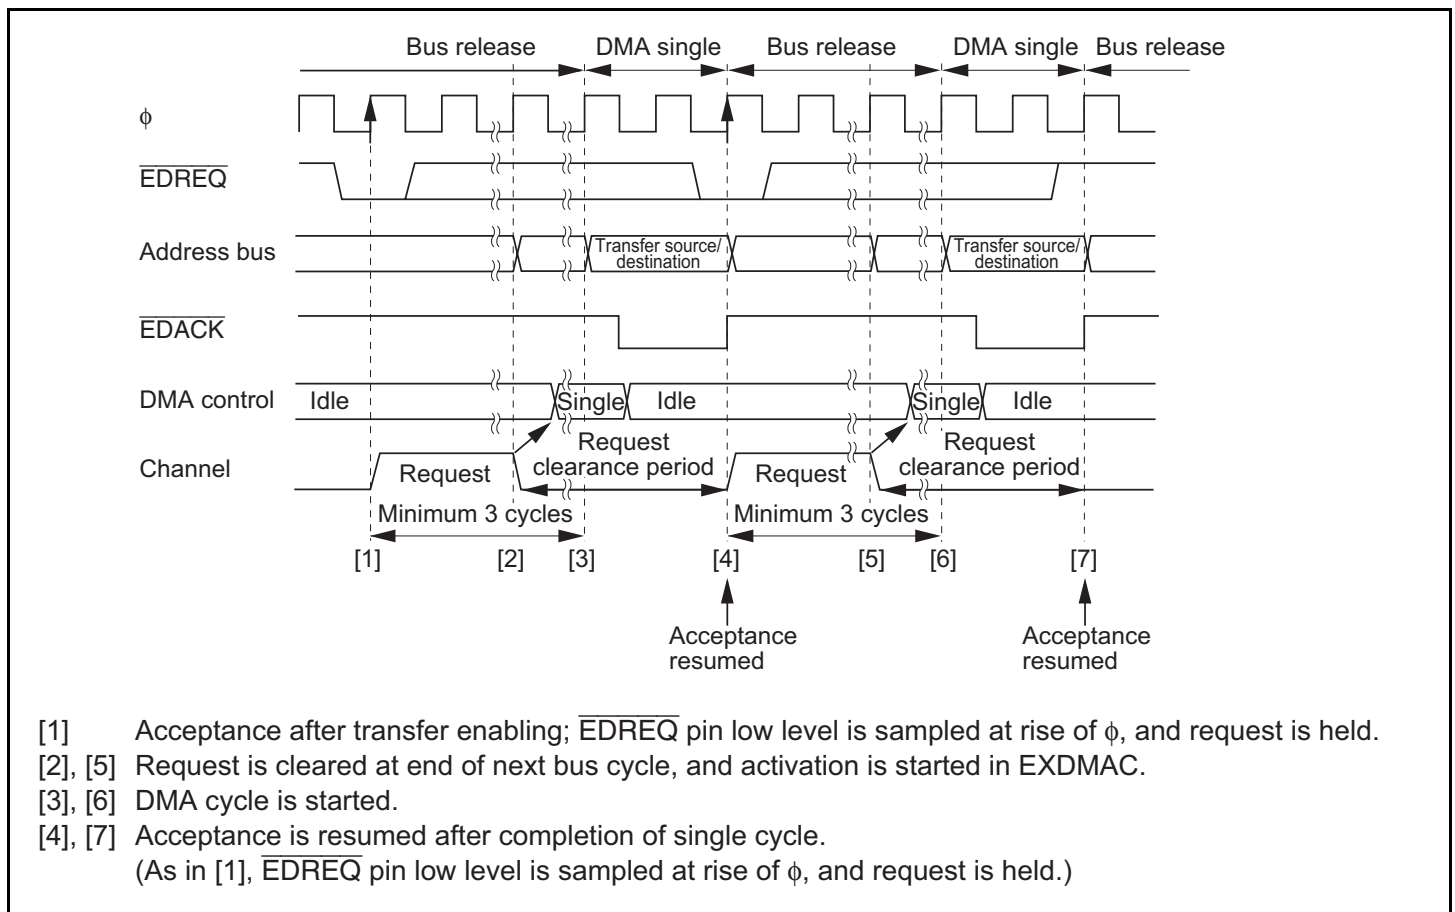 Bus release DMA single Bus release DMA single Bus release
φ
E̅D̅R̅E̅Q̅
Address bus
Transfer source/
destination
Transfer source/
destination
E̅D̅A̅C̅K̅
DMA control Idle Single Idle Single Idle
Channel Request Request
clearance period Request Request
clearance period
Minimum 3 cycles Minimum 3 cycles
[1] [2] [3] [4] [5] [6] [7]
Acceptance
resumed
Acceptance
resumed
[1] Acceptance after transfer enabling; E̅D̅R̅E̅Q̅ pin low level is sampled at rise of φ, and request is held.
[2], [5] Request is cleared at end of next bus cycle, and activation is started in EXDMAC.
[3], [6] DMA cycle is started.
[4], [7] Acceptance is resumed after completion of single cycle.
(As in [1], E̅D̅R̅E̅Q̅ pin low level is sampled at rise of φ, and request is held.)